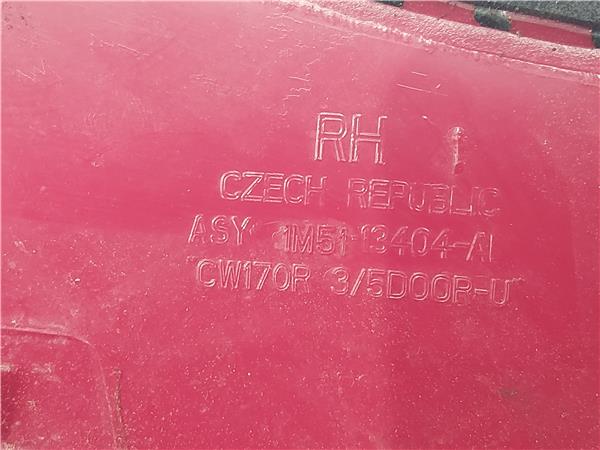 RH
CZECH REPUBLIC
ASY 1M51-13404-A
CW170R 3/5DOOR-U